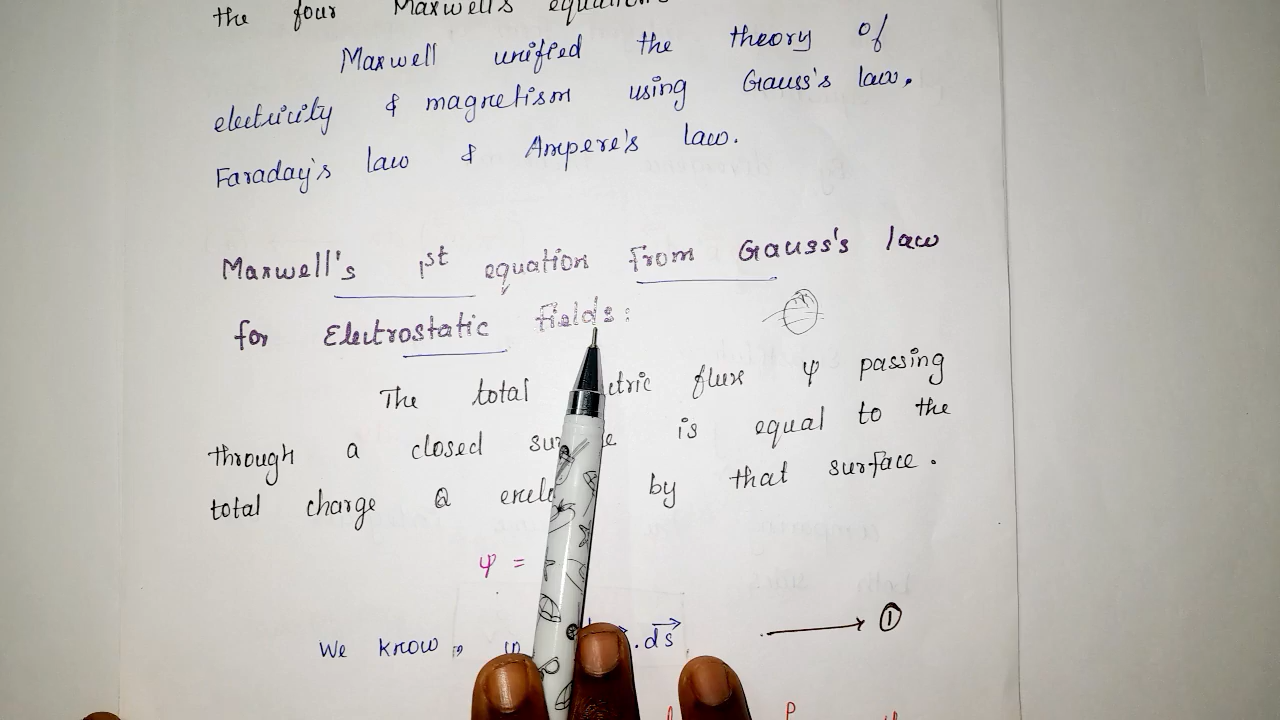 the four Maxwell's equations
Maxwell unified the theory of
electricity & magnetism using Gauss's law,
Faraday's law & Ampere's law.
Maxwell's 1st equation from Gauss's law
for Electrostatic fields:
The total flux ψ passing
through a closed is equal to the
total charge Q by that surface.
ψ =
We know, .ds→ → ①